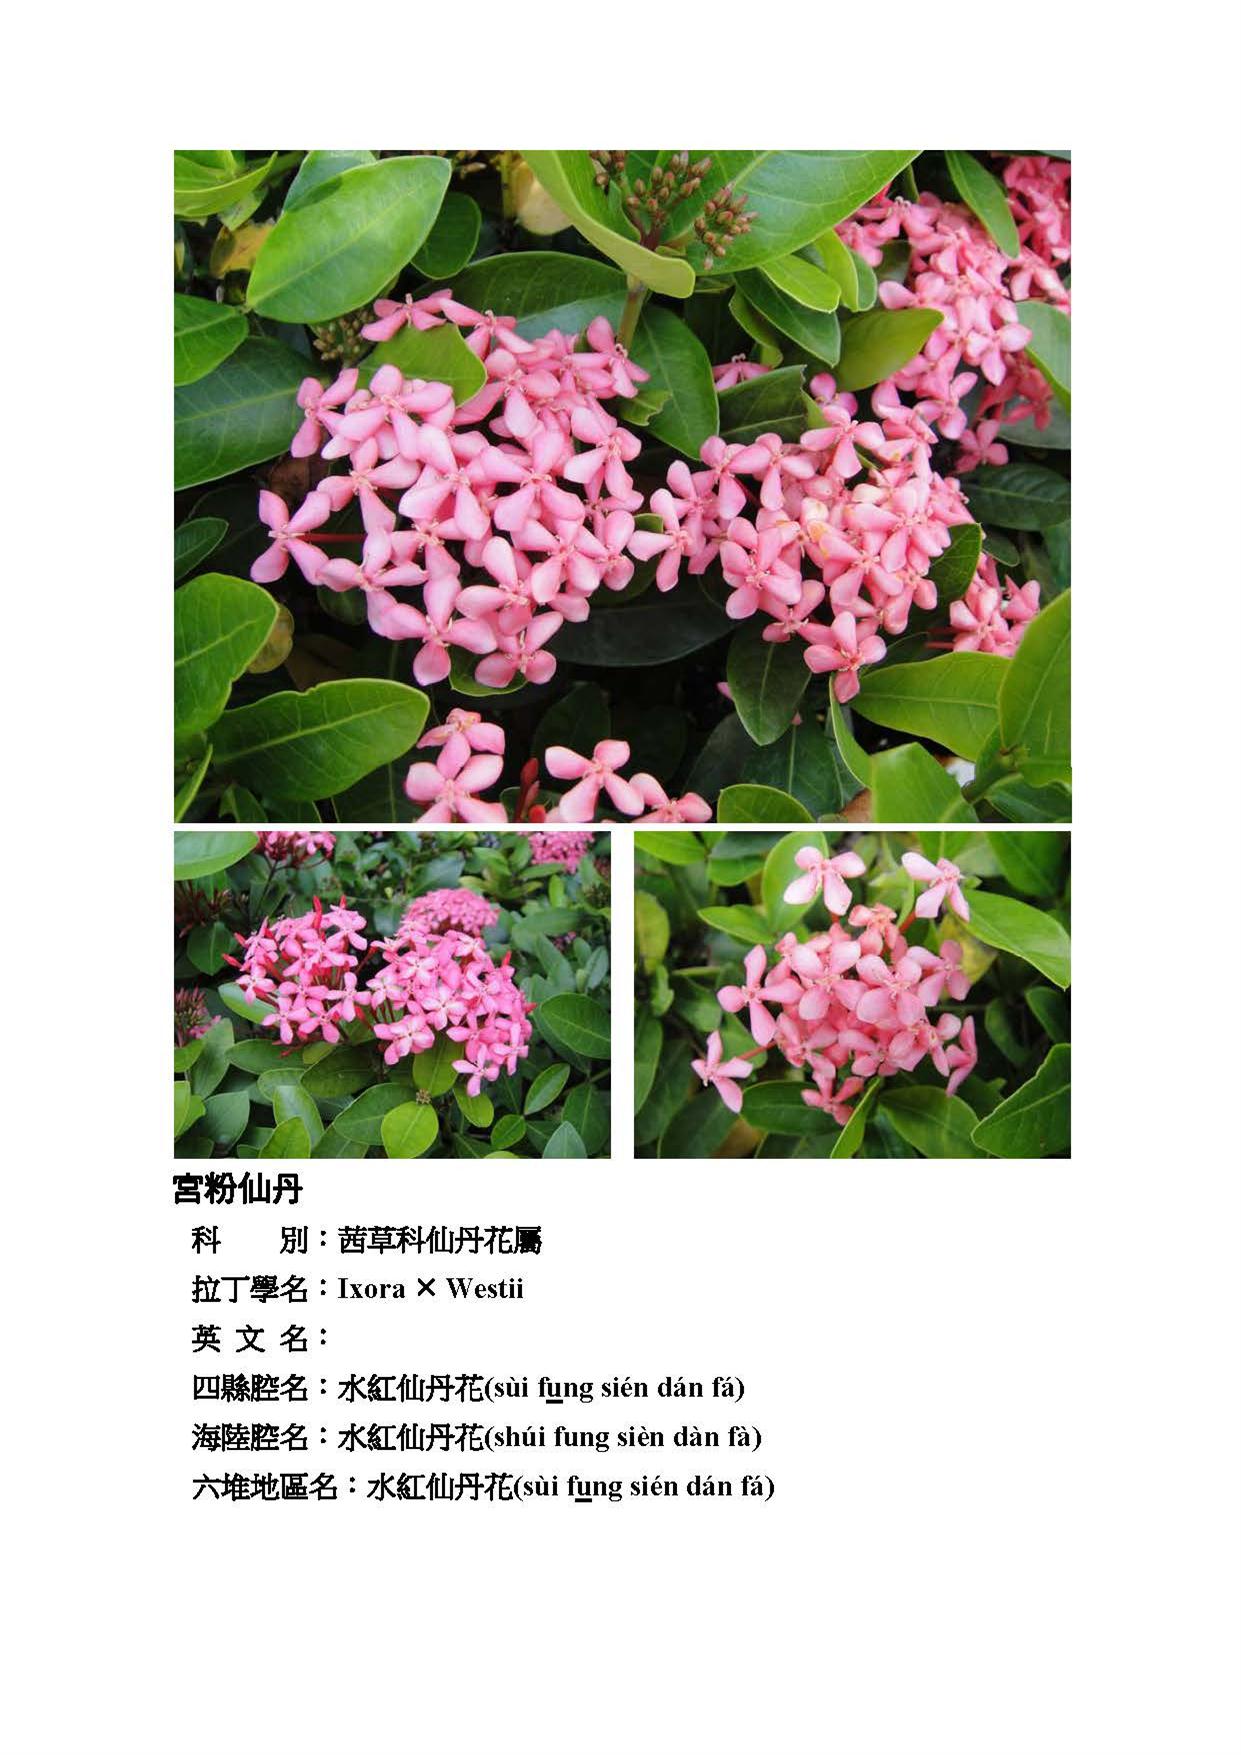 宮粉仙丹
科　　別：茜草科仙丹花屬
拉丁學名：Ixora × Westii
英 文 名：
四縣腔名：水紅仙丹花(sùi fung sién dán fá)
海陸腔名：水紅仙丹花(shúi fung sièn dàn fà)
六堆地區名：水紅仙丹花(sùi fung sién dán fá)